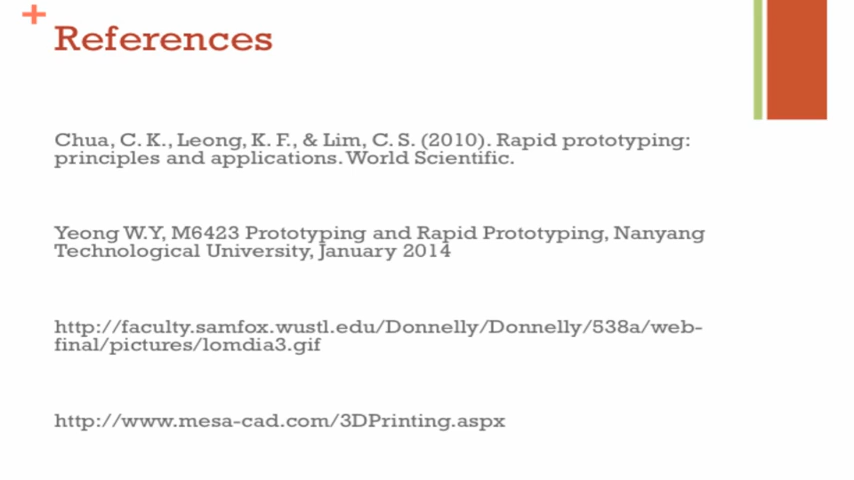 References
Chua, C. K., Leong, K. F., & Lim, C. S. (2010). Rapid prototyping:
principles and applications. World Scientific.
Yeong W.Y, M6423 Prototyping and Rapid Prototyping, Nanyang
Technological University, January 2014
http://faculty.samfox.wustl.edu/Donnelly/Donnelly/538a/web-
final/pictures/lomdia3.gif
http://www.mesa-cad.com/3DPrinting.aspx